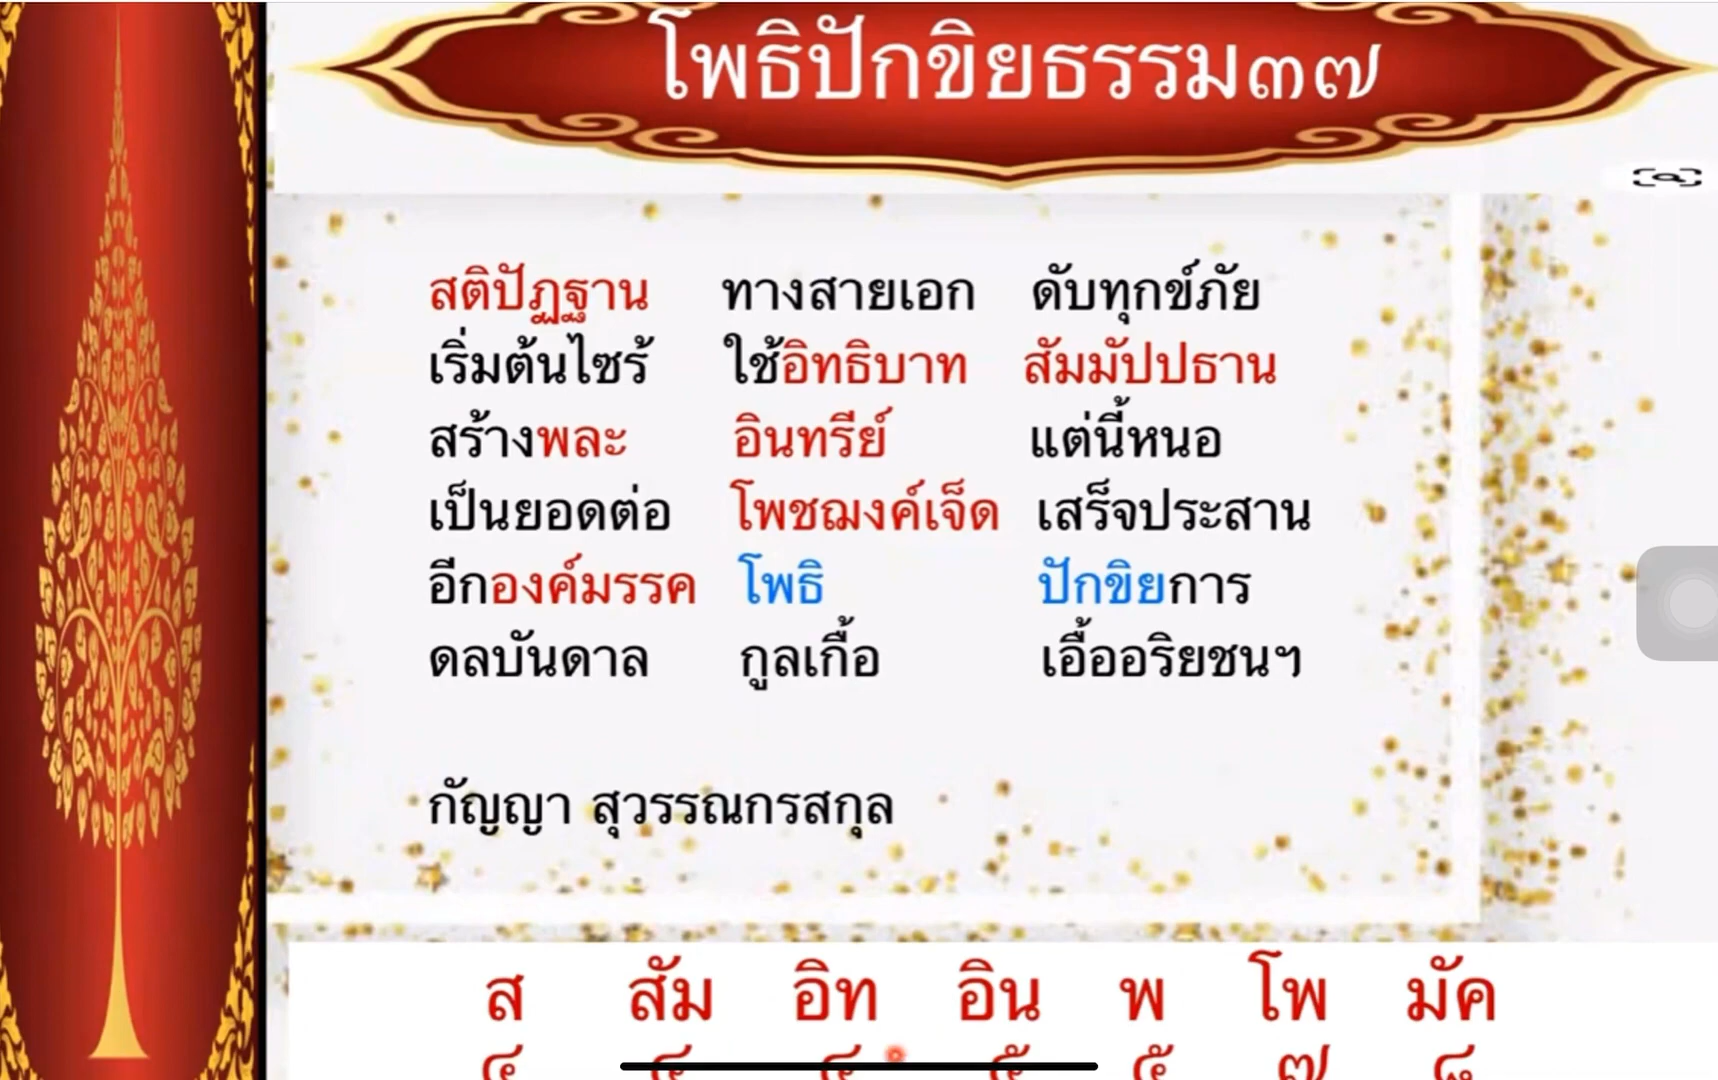 โพธิปักขิยธรรม๓๗
สติปัฏฐาน ทางสายเอก ดับทุกข์ภัย
เริ่มต้นไซร้ ใช้อิทธิบาท สัมมัปปธาน
สร้างพละ อินทรีย์ แต่นี้หนอ
เป็นยอดต่อ โพชฌงค์เจ็ด เสร็จประสาน
อีกองค์มรรค โพธิ ปักขิยการ
ดลบันดาล กูลเกื้อ เอื้ออริยชนฯ
กัญญา สุวรรณกรสกุล
ส สัม อิท อิน พ โพ มัค
๔ ๔ ๔ ๕ ๕ ๗ ๘